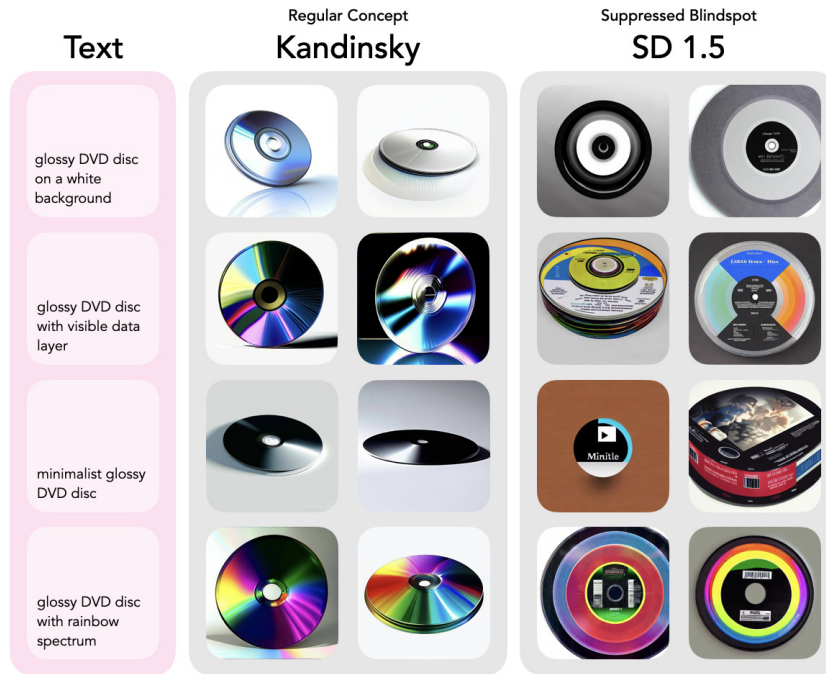 Regular Concept
Suppressed Blindspot
Text
Kandinsky
SD 1.5
glossy DVD disc
on a white
background
glossy DVD disc
with visible data
layer
minimalist glossy
DVD disc
Minitle
glossy DVD disc
with rainbow
spectrum